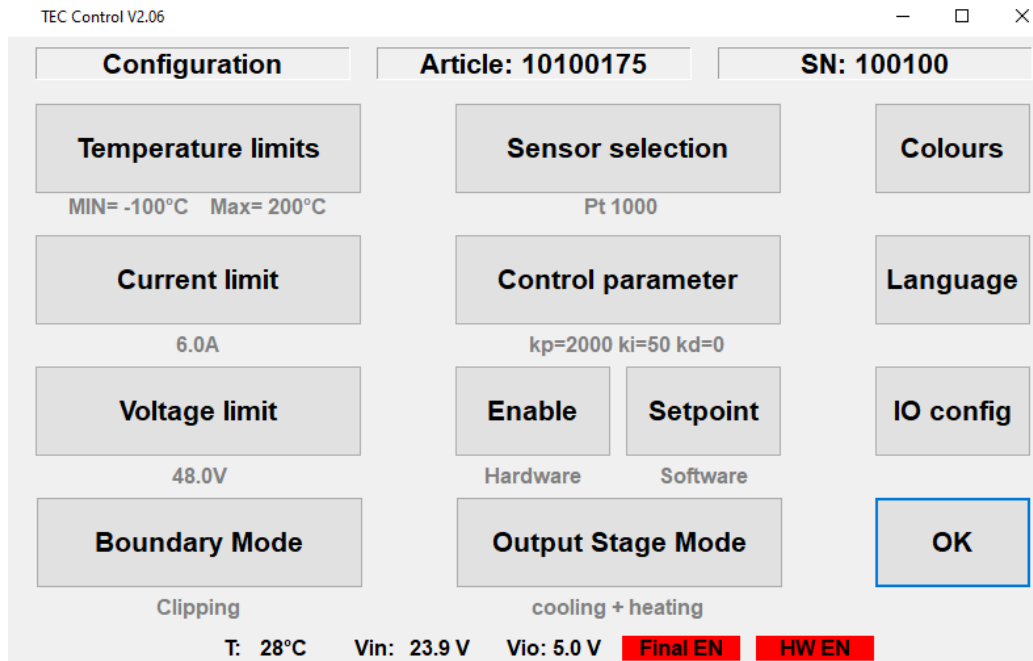 TEC Control V2.06
Configuration Article: 10100175 SN: 100100
Temperature limits Sensor selection Colours
MIN= -100°C Max= 200°C Pt 1000
Current limit Control parameter Language
6.0A kp=2000 ki=50 kd=0
Voltage limit Enable Setpoint IO config
48.0V Hardware Software
Boundary Mode Output Stage Mode OK
Clipping cooling + heating
T: 28°C Vin: 23.9 V Vio: 5.0 V Final EN HW EN